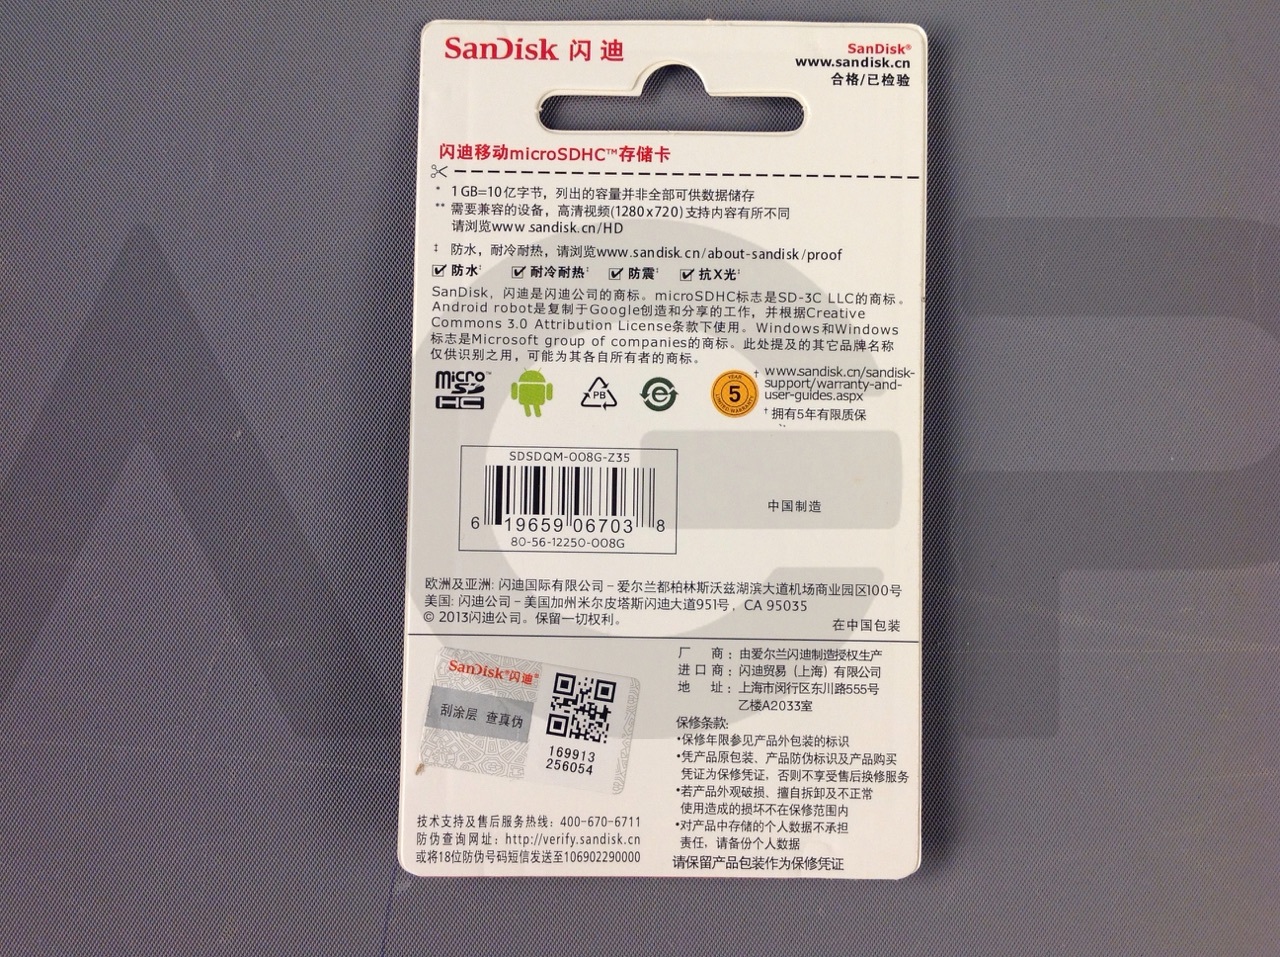 SanDisk 闪迪
SanDisk®
www.sandisk.cn
合格/已检验
闪迪移动microSDHC™存储卡
* 1GB=10亿字节，列出的容量并非全部可供数据储存
** 需要兼容的设备，高清视频(1280x720)支持内容有所不同
请浏览www.sandisk.cn/HD
‡ 防水，耐冷耐热，请浏览www.sandisk.cn/about-sandisk/proof
防水‡ 耐冷耐热‡ 防震‡ 抗X光‡
SanDisk，闪迪是闪迪公司的商标。microSDHC标志是SD-3C LLC的商标。
Android robot是复制于Google创造和分享的工作，并根据Creative
Commons 3.0 Attribution License条款下使用。Windows和Windows
标志是Microsoft group of companies的商标。此处提及的其它品牌名称
仅供识别之用，可能为其各自所有者的商标。
micro SD HC™
PB
e
YEAR 5 LIMITED WARRANTY
† www.sandisk.cn/sandisk-
support/warranty-and-
user-guides.aspx
† 拥有5年有限质保
SDSDQM-008G-Z35
6 19659 06703 8
80-56-12250-008G
中国制造
欧洲及亚洲: 闪迪国际有限公司－爱尔兰都柏林斯沃兹湖滨大道机场商业园区100号
美国: 闪迪公司－美国加州米尔皮塔斯闪迪大道951号，CA 95035
© 2013闪迪公司。保留一切权利。
在中国包装
SanDisk®闪迪®
刮涂层 查真伪
169913
256054
技术支持及售后服务热线：400-670-6711
防伪查询网址：http://verify.sandisk.cn
或将18位防伪号码短信发送至106902290000
厂 商：由爱尔兰闪迪制造授权生产
进口商：闪迪贸易（上海）有限公司
地 址：上海市闵行区东川路555号
乙楼A2033室
保修条款:
•保修年限参见产品外包装的标识
•凭产品原包装、产品防伪标识及产品购买
凭证为保修凭证，否则不享受售后换修服务
•若产品外观破损、擅自拆卸及不正常
使用造成的损坏不在保修范围内
•对产品中存储的个人数据不承担
责任，请备份个人数据
请保留产品包装作为保修凭证